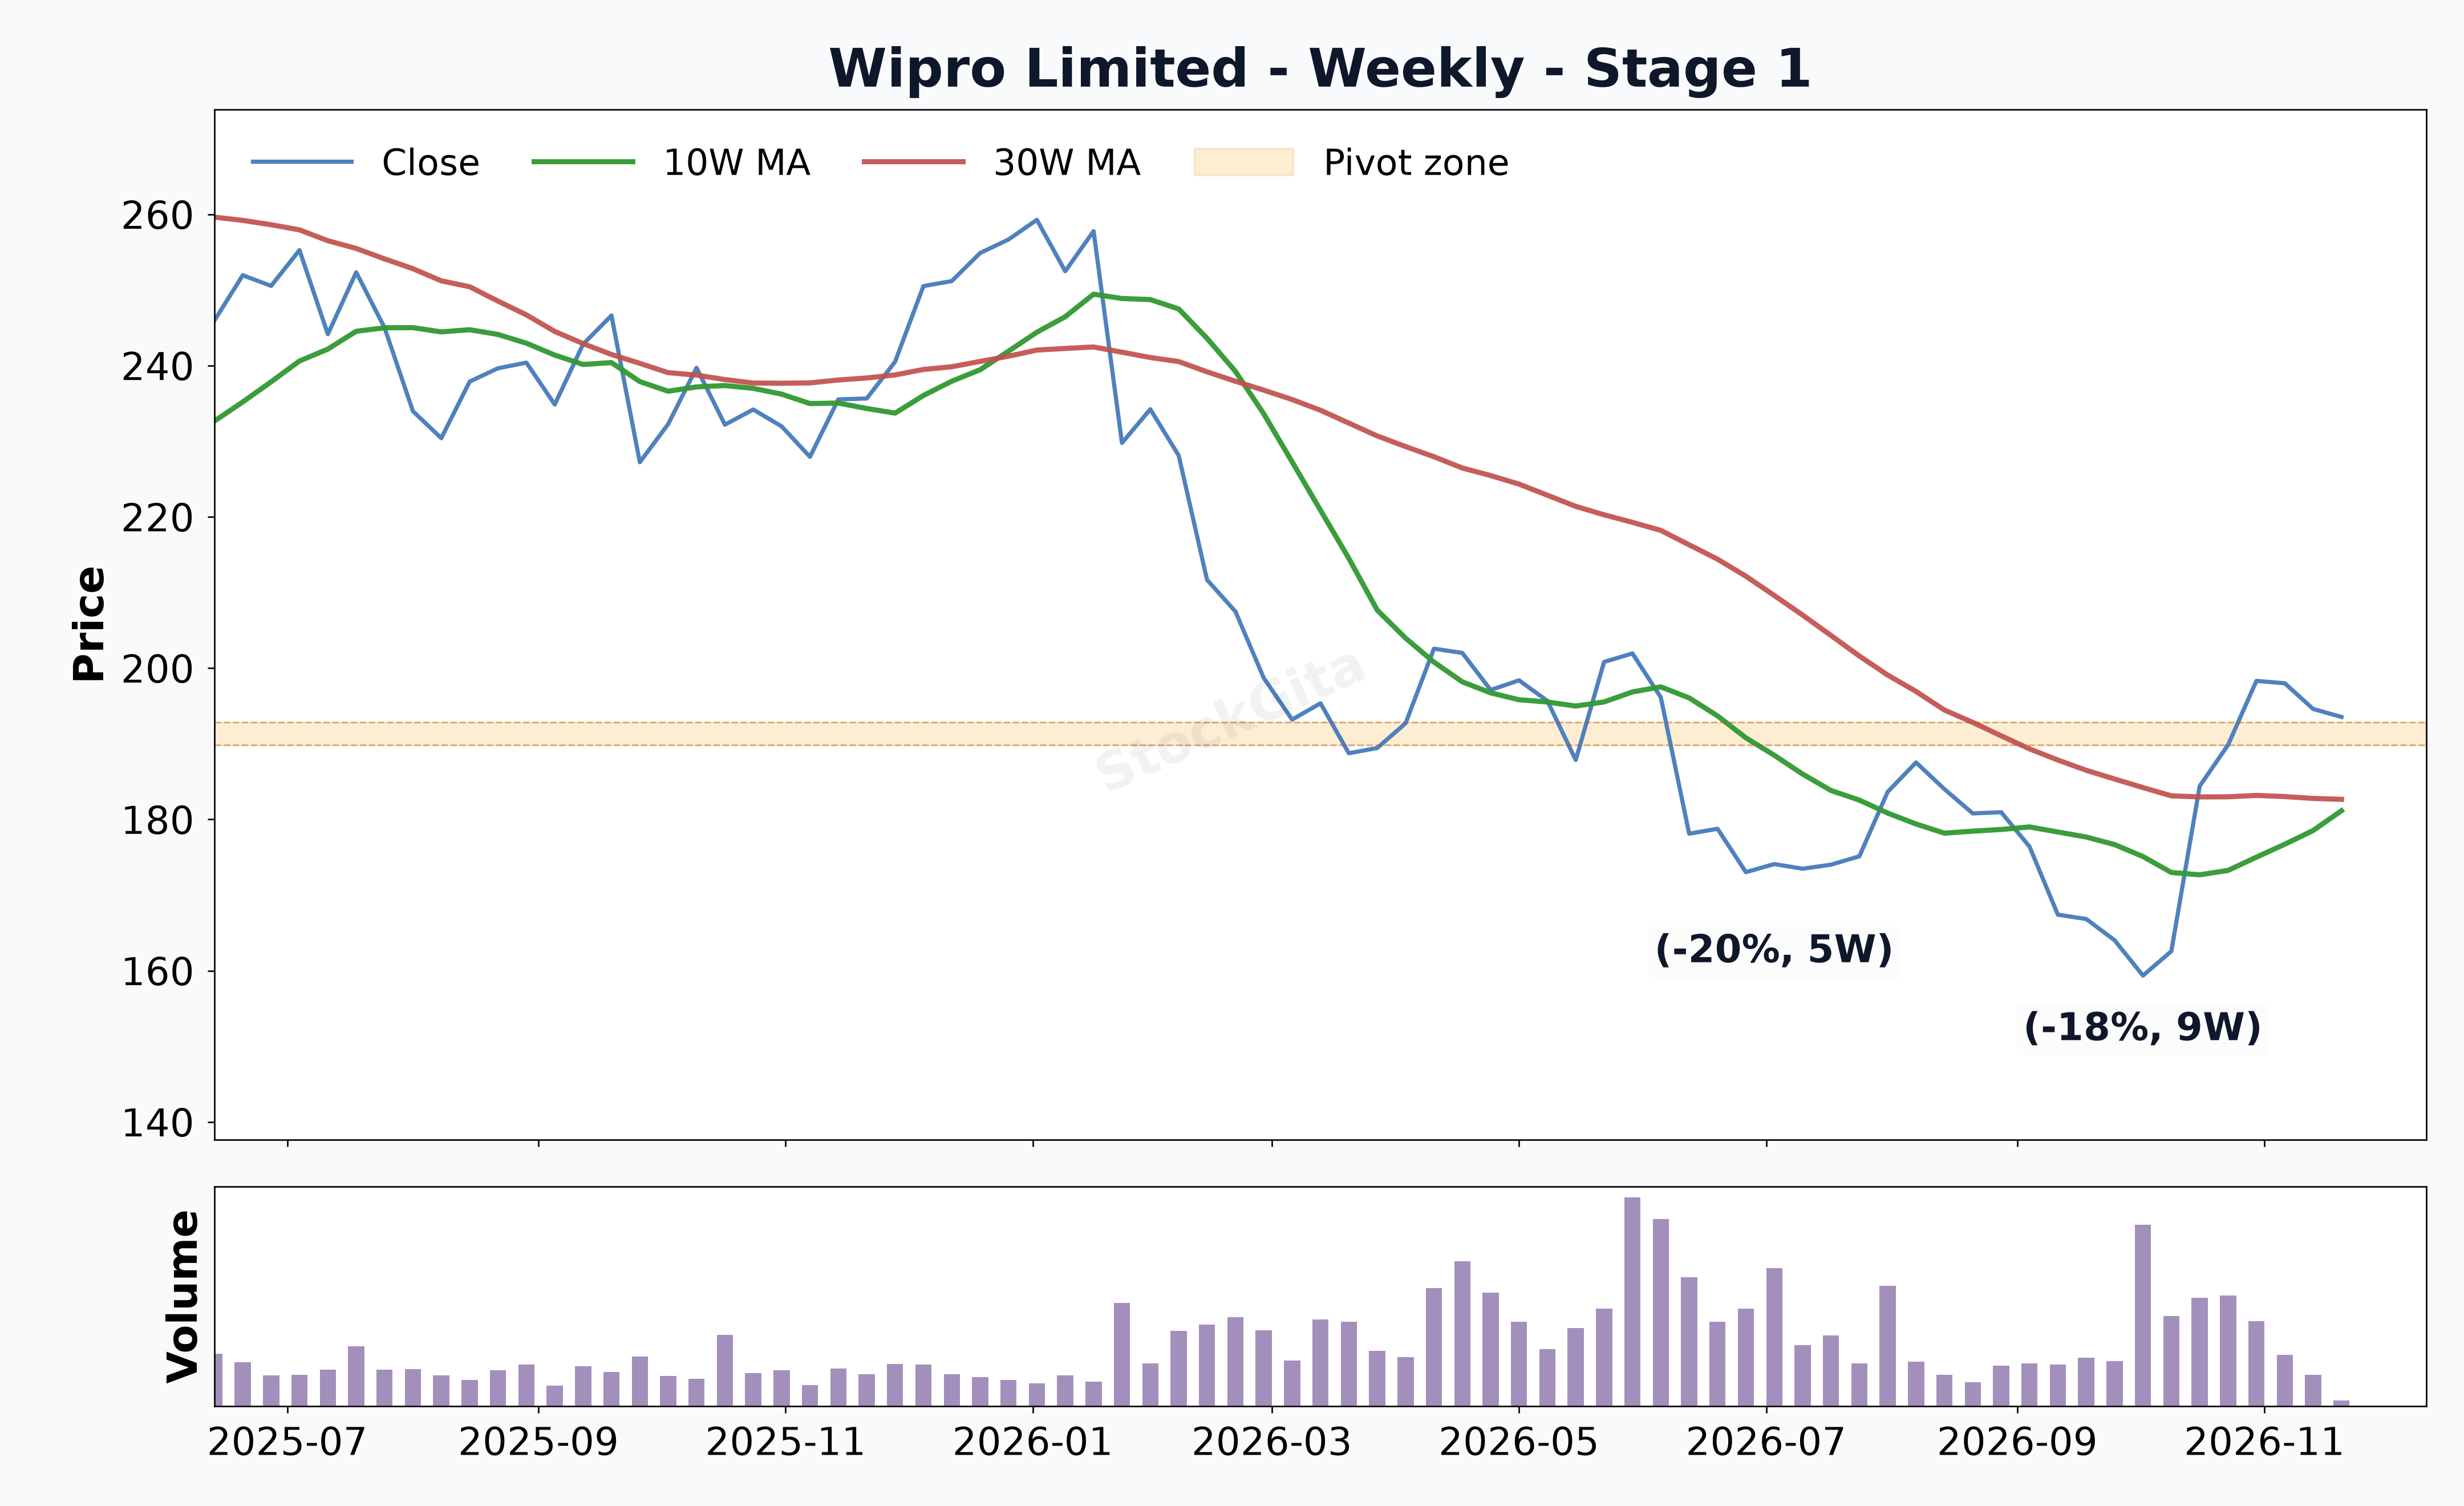 Wipro Limited - Weekly - Stage 1
Close 10W MA 30W MA Pivot zone
260
240
220
200
180
160
140
Price
StockGita
(-20%, 5W)
(-18%, 9W)
Volume
2025-07 2025-09 2025-11 2026-01 2026-03 2026-05 2026-07 2026-09 2026-11